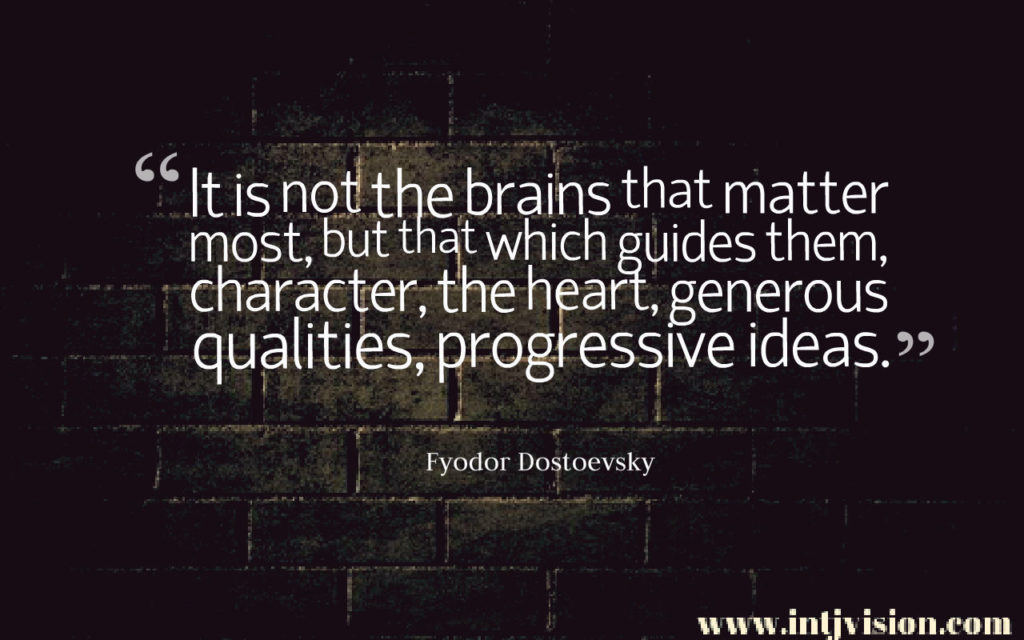 “It is not the brains that matter
most, but that which guides them,
character, the heart, generous
qualities, progressive ideas.”
Fyodor Dostoevsky
www.intjvision.com